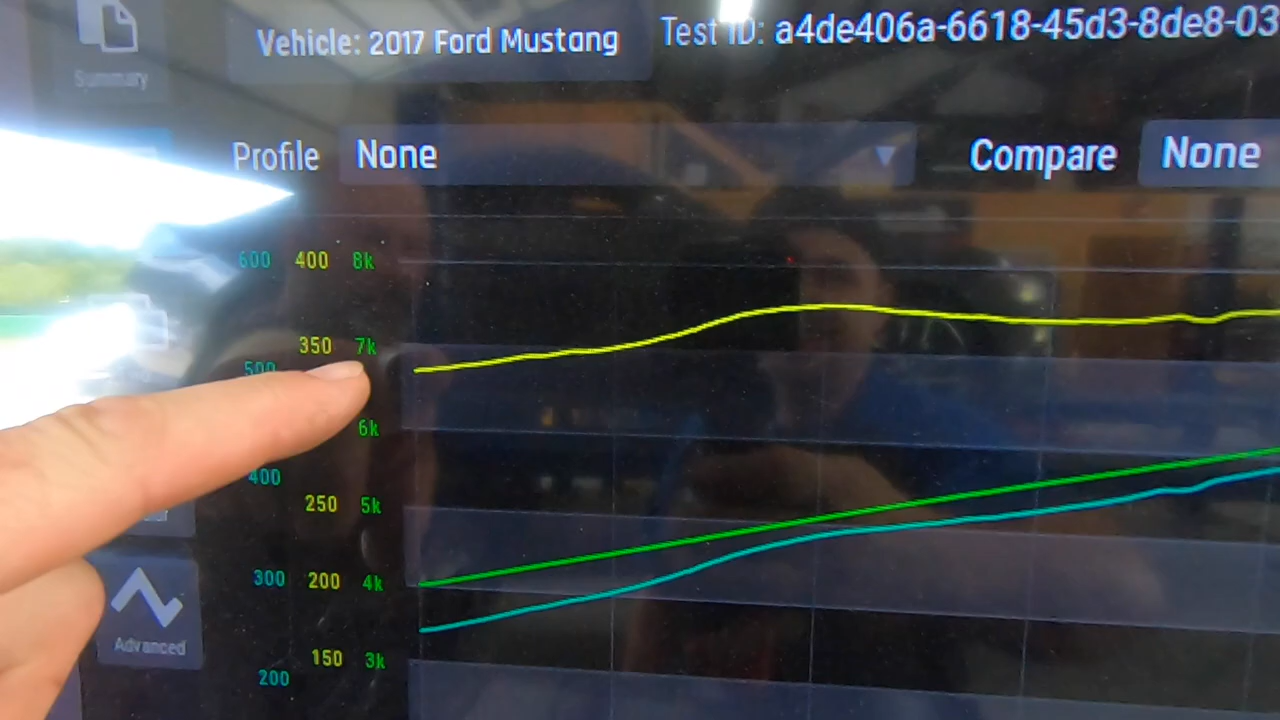 Summary
Vehicle: 2017 Ford Mustang
Test ID: a4de406a-6618-45d3-8de8-03
Profile None
Compare None
600 400 8k
350 7k
500
6k
400
250 5k
300 200 4k
Advanced
150 3k
200